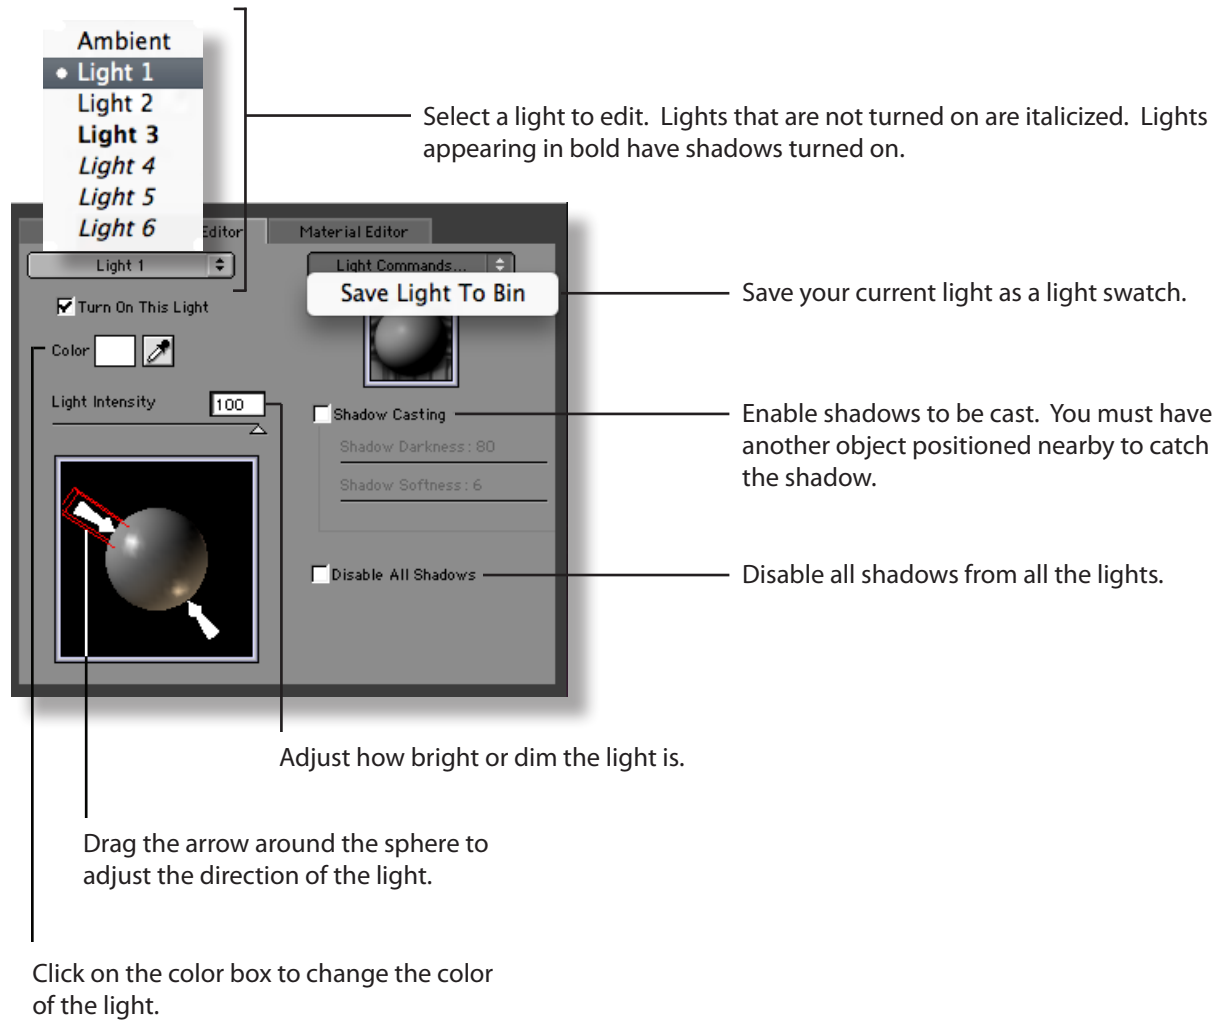 Ambient
Light 1
Light 2
Light 3
Light 4
Light 5
Light 6
Select a light to edit.  Lights that are not turned on are italicized.  Lights
appearing in bold have shadows turned on.
Editor
Material Editor
Light 1
Light Commands...
Save Light To Bin
Save your current light as a light swatch.
Turn On This Light
Color
Light Intensity
100
Shadow Casting
Enable shadows to be cast.  You must have
another object positioned nearby to catch
the shadow.
Shadow Darkness: 80
Shadow Softness: 6
Disable All Shadows
Disable all shadows from all the lights.
Adjust how bright or dim the light is.
Drag the arrow around the sphere to
adjust the direction of the light.
Click on the color box to change the color
of the light.